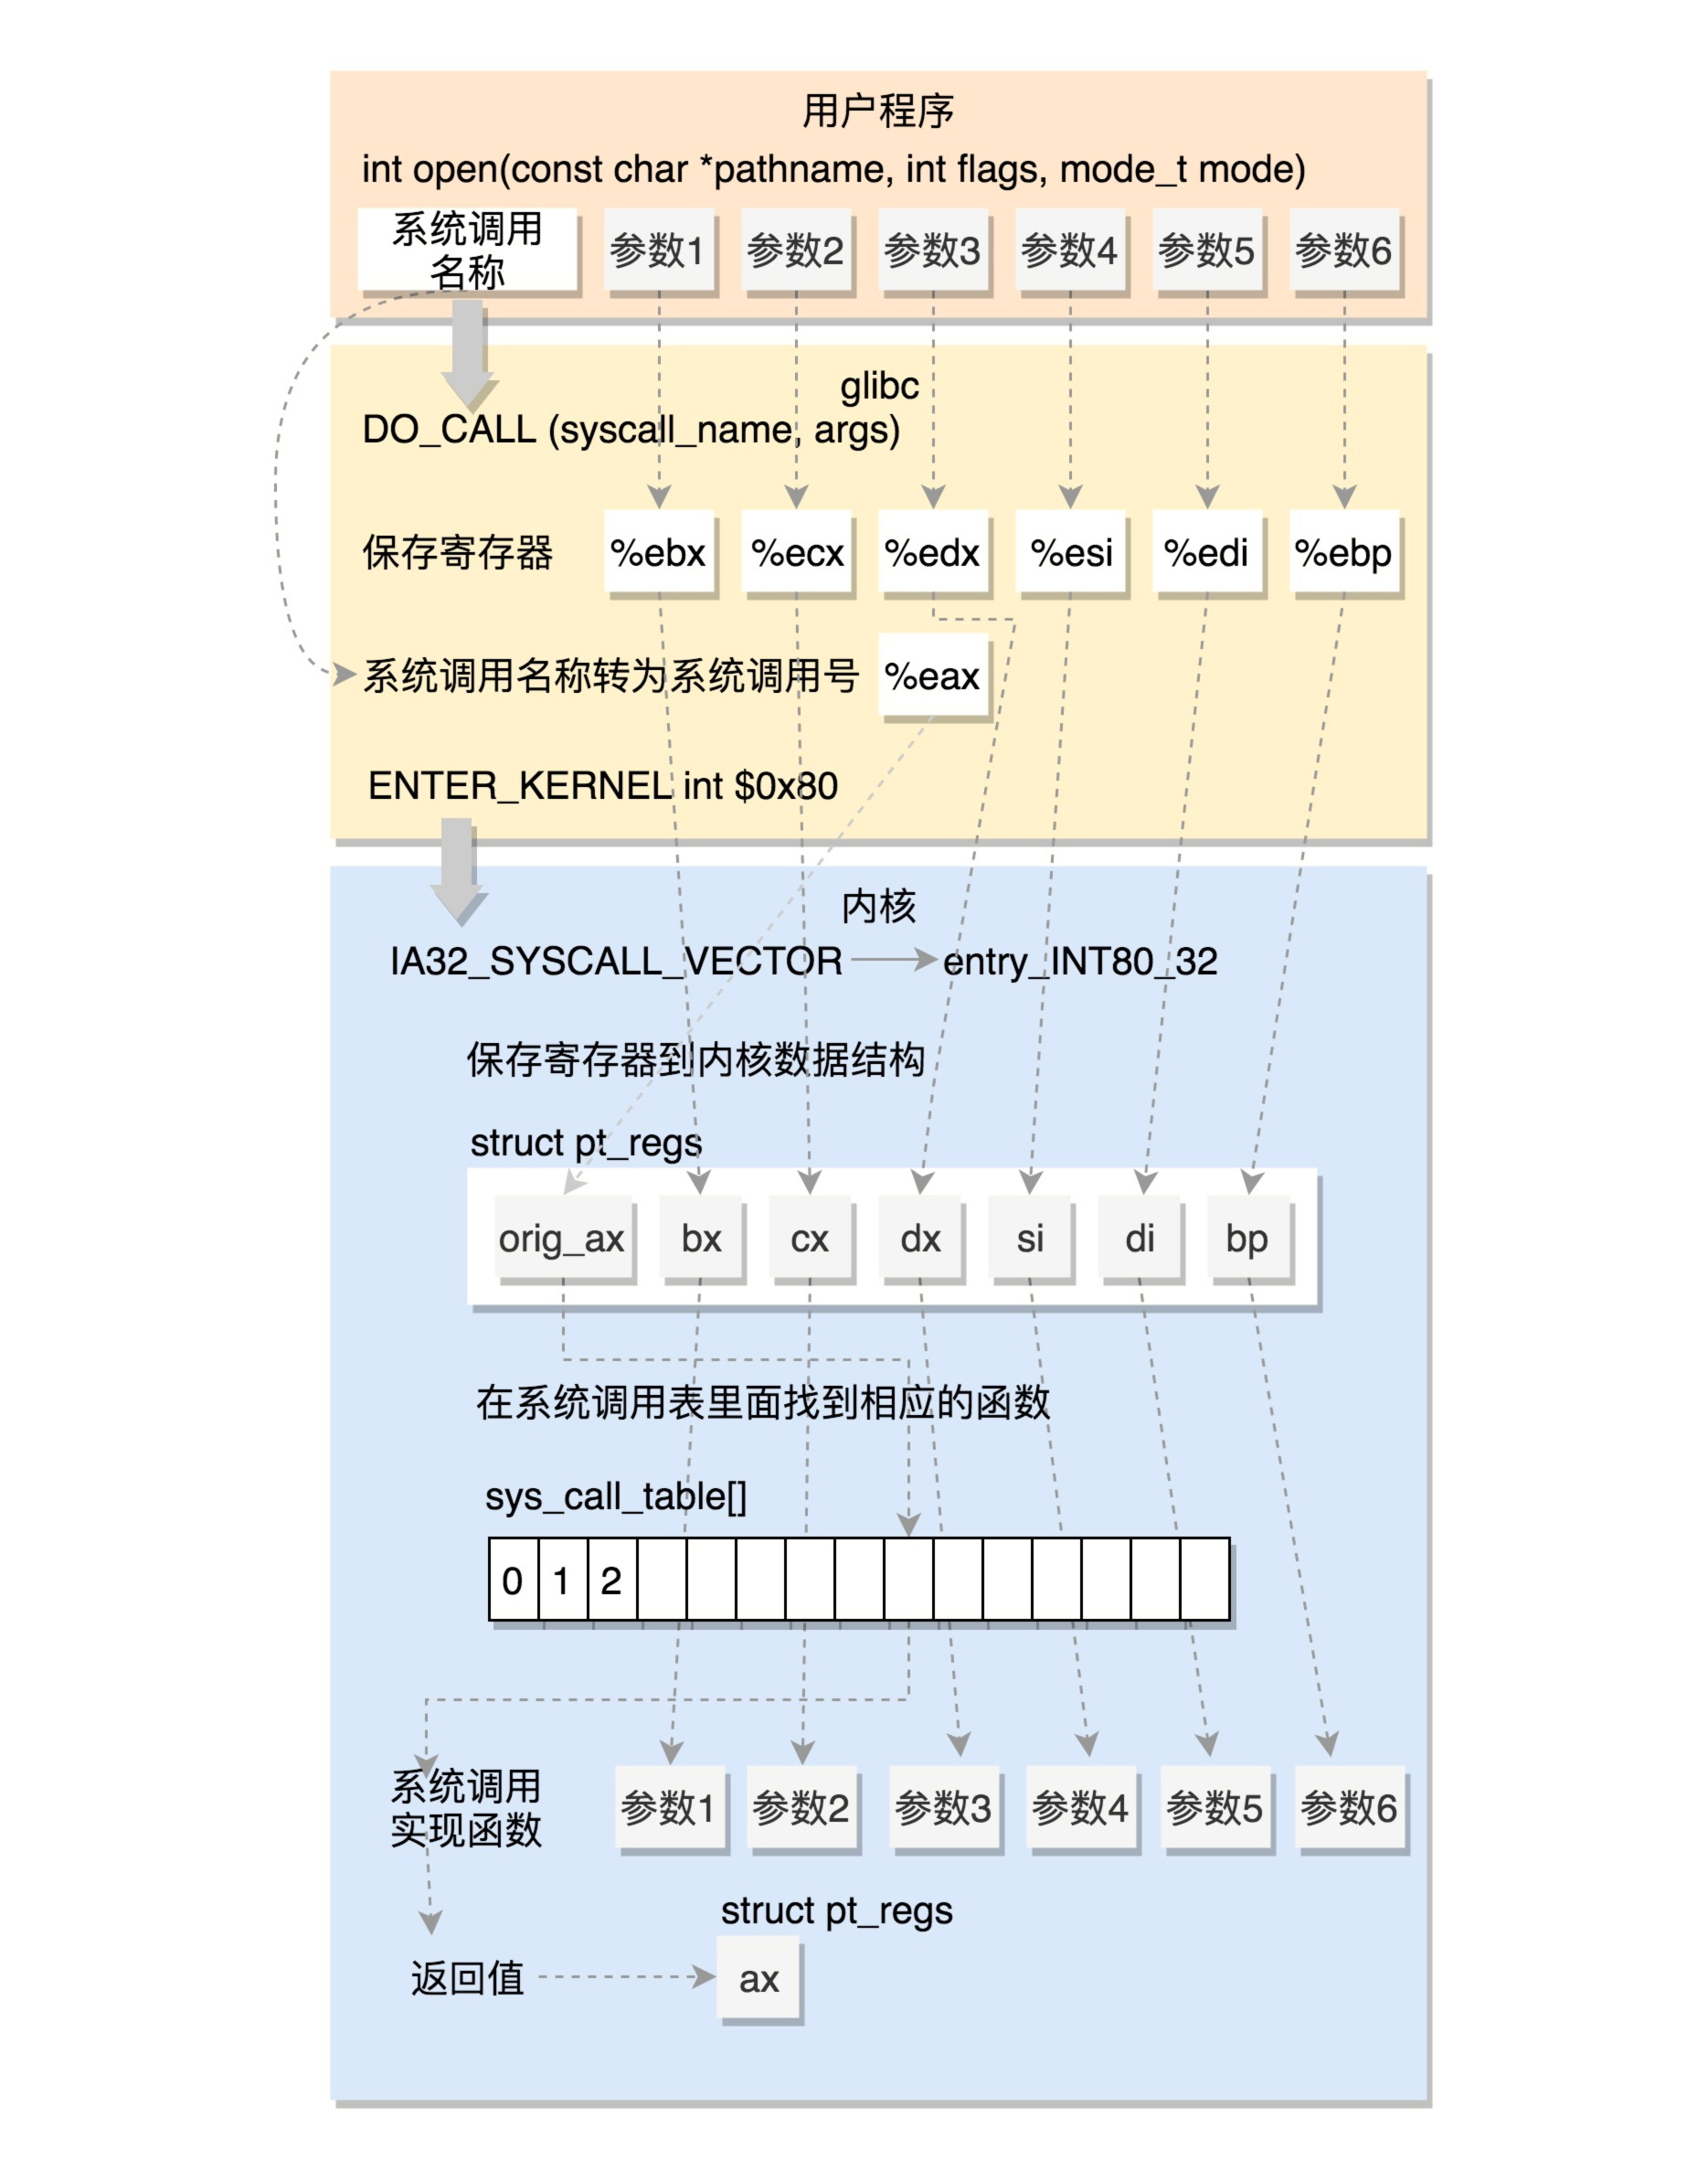 用户程序
int open(const char *pathname, int flags, mode_t mode)
系统调用
名称
参数1
参数2
参数3
参数4
参数5
参数6
glibc
DO_CALL (syscall_name, args)
保存寄存器
%ebx
%ecx
%edx
%esi
%edi
%ebp
系统调用名称转为系统调用号
%eax
ENTER_KERNEL int $0x80
内核
IA32_SYSCALL_VECTOR
entry_INT80_32
保存寄存器到内核数据结构
struct pt_regs
orig_ax
bx
cx
dx
si
di
bp
在系统调用表里面找到相应的函数
sys_call_table[]
0
1
2
系统调用
实现函数
参数1
参数2
参数3
参数4
参数5
参数6
struct pt_regs
返回值
ax